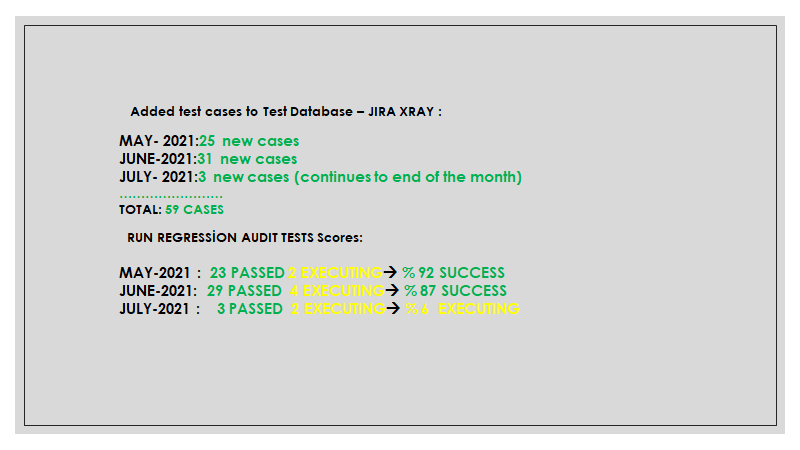 Added test cases to Test Database – JIRA XRAY :
MAY- 2021:25 new cases
JUNE-2021:31 new cases
JULY- 2021:3 new cases (continues to end of the month)
........................
TOTAL: 59 CASES
RUN REGRESSİON AUDIT TESTS Scores:
MAY-2021 : 23 PASSED 2 EXECUTING→ % 92 SUCCESS
JUNE-2021: 29 PASSED 4 EXECUTING→ % 87 SUCCESS
JULY-2021 : 3 PASSED 2 EXECUTING→ % 6 EXECUTING